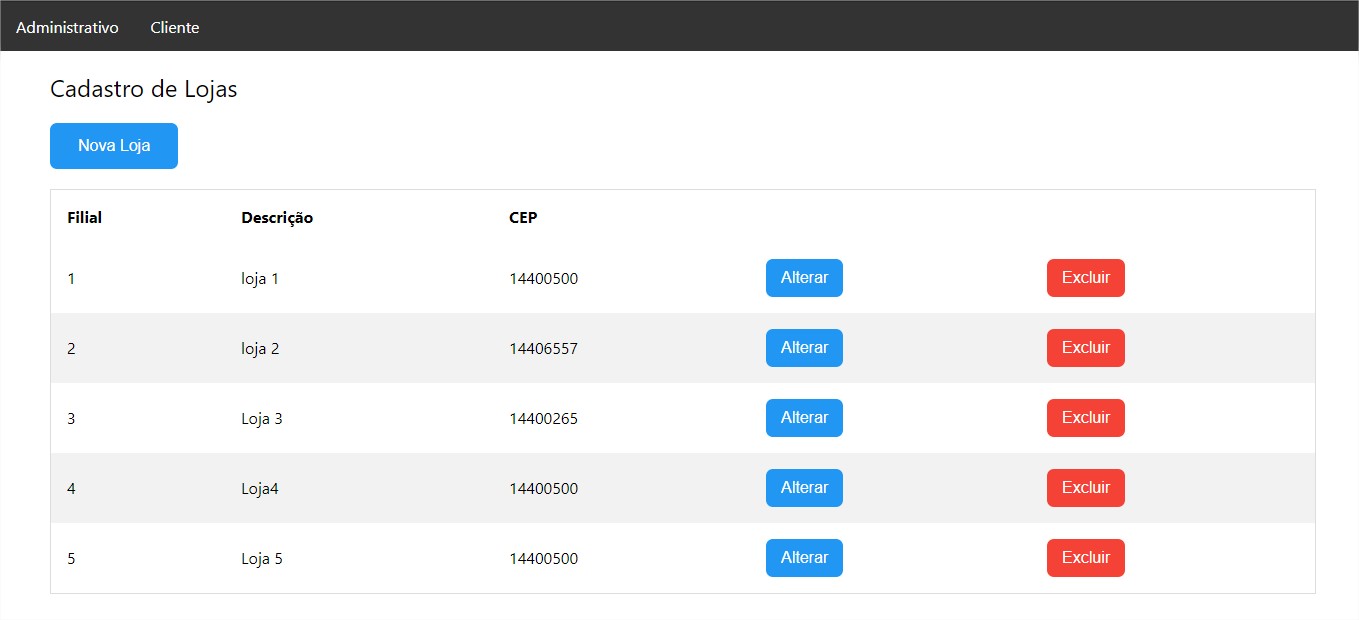 Administrativo Cliente
Cadastro de Lojas
Nova Loja
Filial Descrição CEP
1 loja 1 14400500 Alterar Excluir
2 loja 2 14406557 Alterar Excluir
3 Loja 3 14400265 Alterar Excluir
4 Loja4 14400500 Alterar Excluir
5 Loja 5 14400500 Alterar Excluir